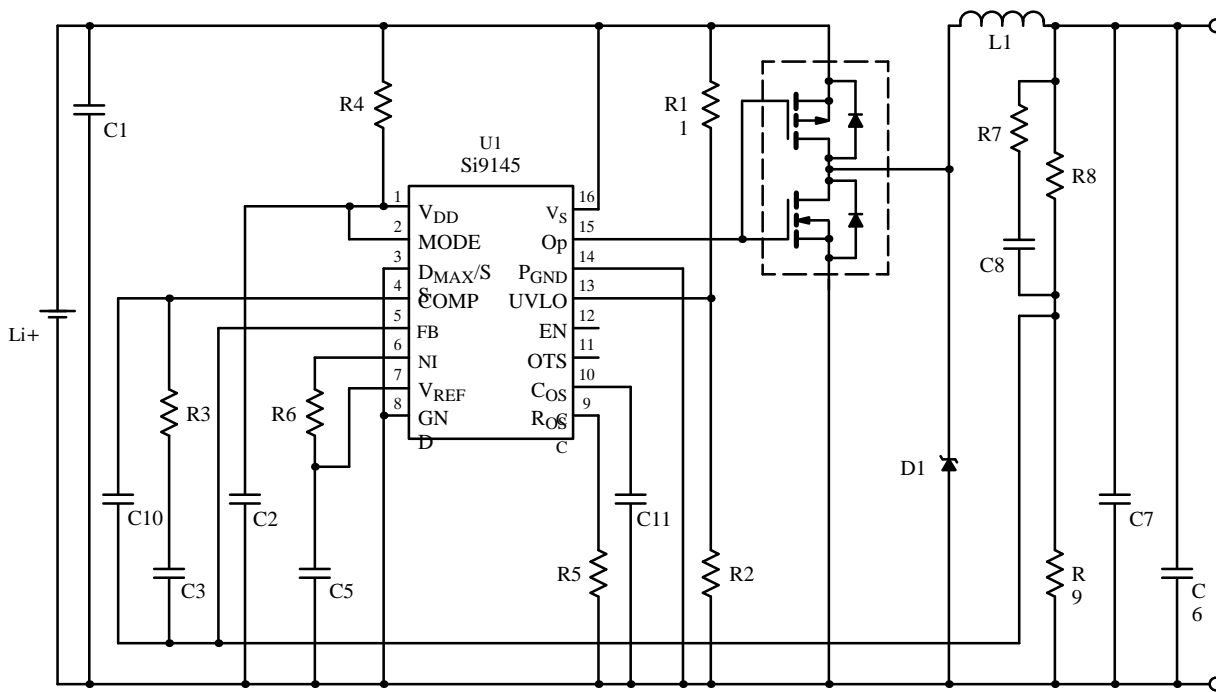 L1
C1
R4
R1
1
R7
R8
U1
Si9145
1
VDD
2
MODE
3
DMAX/S
S
4
COMP
5
FB
6
NI
7
VREF
8
GN
D
16
VS
15
Op
14
PGND
13
UVLO
12
EN
11
OTS
10
COS
C
9
ROS
C
C8
Li+
R3
R6
D1
C10
C2
C11
C7
C3
C5
R5
R2
R
9
C
6